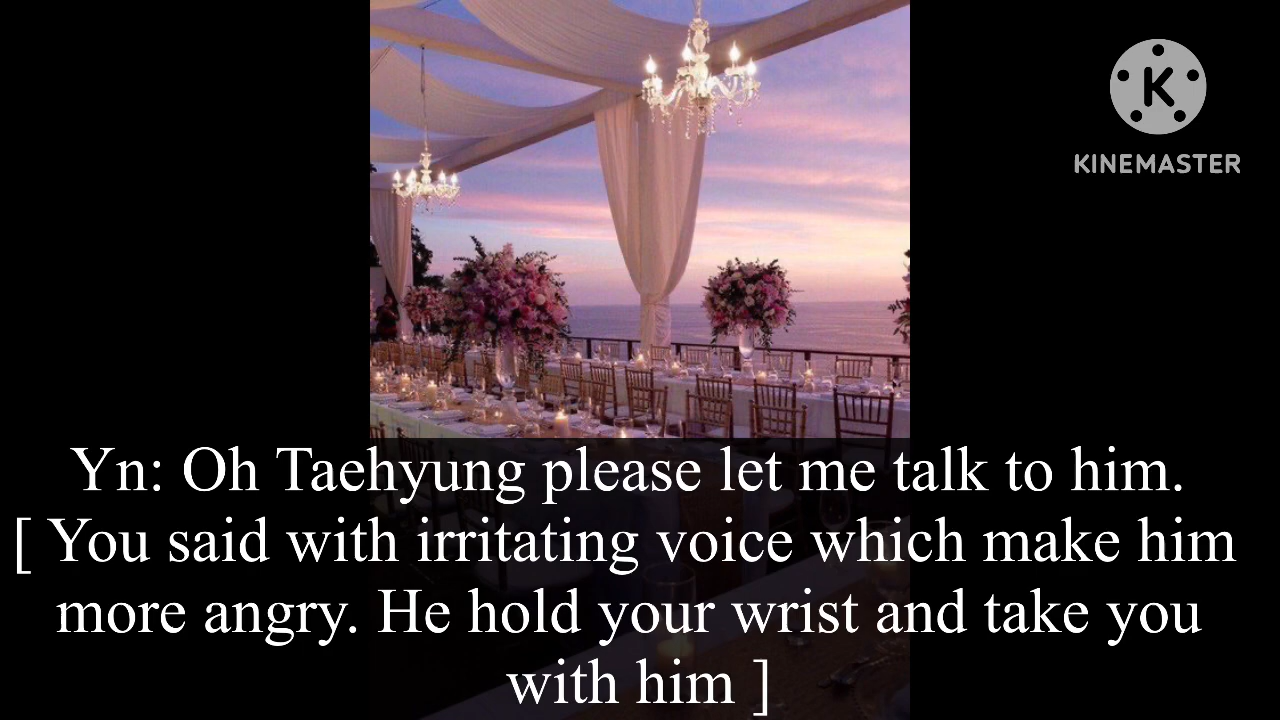 K
KINEMASTER
Yn: Oh Taehyung please let me talk to him.
[ You said with irritating voice which make him
more angry. He hold your wrist and take you
with him ]